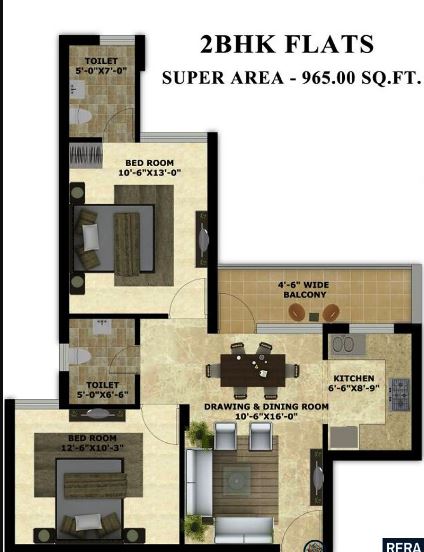 2BHK FLATS
SUPER AREA - 965.00 SQ.FT.
TOILET
5'-0"X7'-0"
BED ROOM
10'-6"X13'-0"
4'-6" WIDE
BALCONY
TOILET
5'-0"X6'-6"
KITCHEN
6'-6"X8'-9"
DRAWING & DINING ROOM
10'-6"X16'-0"
BED ROOM
12'-6"X10'-3"
RERA